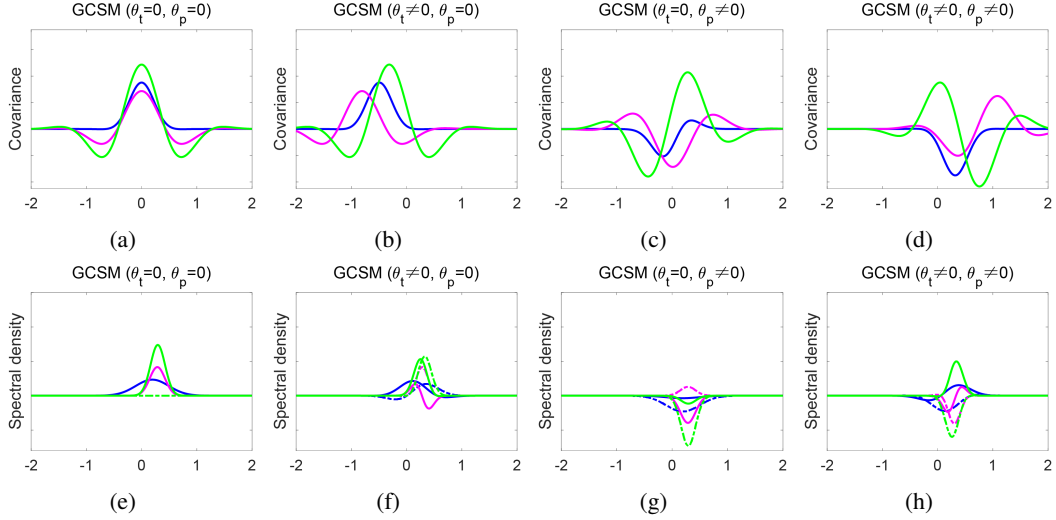 GCSM (θt=0, θp=0)
GCSM (θt≠0, θp=0)
GCSM (θt=0, θp≠0)
GCSM (θt≠0, θp≠0)
Covariance
Covariance
Covariance
Covariance
-2 -1 0 1 2
-2 -1 0 1 2
-2 -1 0 1 2
-2 -1 0 1 2
(a)
(b)
(c)
(d)
GCSM (θt=0, θp=0)
GCSM (θt≠0, θp=0)
GCSM (θt=0, θp≠0)
GCSM (θt≠0, θp≠0)
Spectral density
Spectral density
Spectral density
Spectral density
-2 -1 0 1 2
-2 -1 0 1 2
-2 -1 0 1 2
-2 -1 0 1 2
(e)
(f)
(g)
(h)